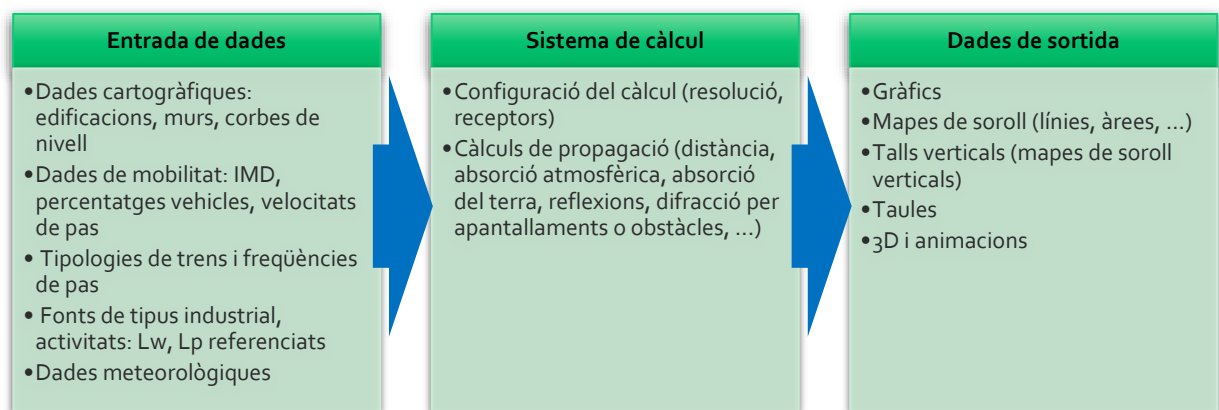 Entrada de dades
•Dades cartogràfiques:
edificacions, murs, corbes de
nivell
•Dades de mobilitat: IMD,
percentatges vehicles, velocitats
de pas
• Tipologies de trens i freqüències
de pas
• Fonts de tipus industrial,
activitats: Lw, Lp referenciats
•Dades meteorològiques
Sistema de càlcul
•Configuració del càlcul (resolució,
receptors)
•Càlculs de propagació (distància,
absorció atmosfèrica, absorció
del terra, reflexions, difracció per
apantallaments o obstàcles, ...)
Dades de sortida
•Gràfics
•Mapes de soroll (línies, àrees, ...)
•Talls verticals (mapes de soroll
verticals)
•Taules
•3D i animacions